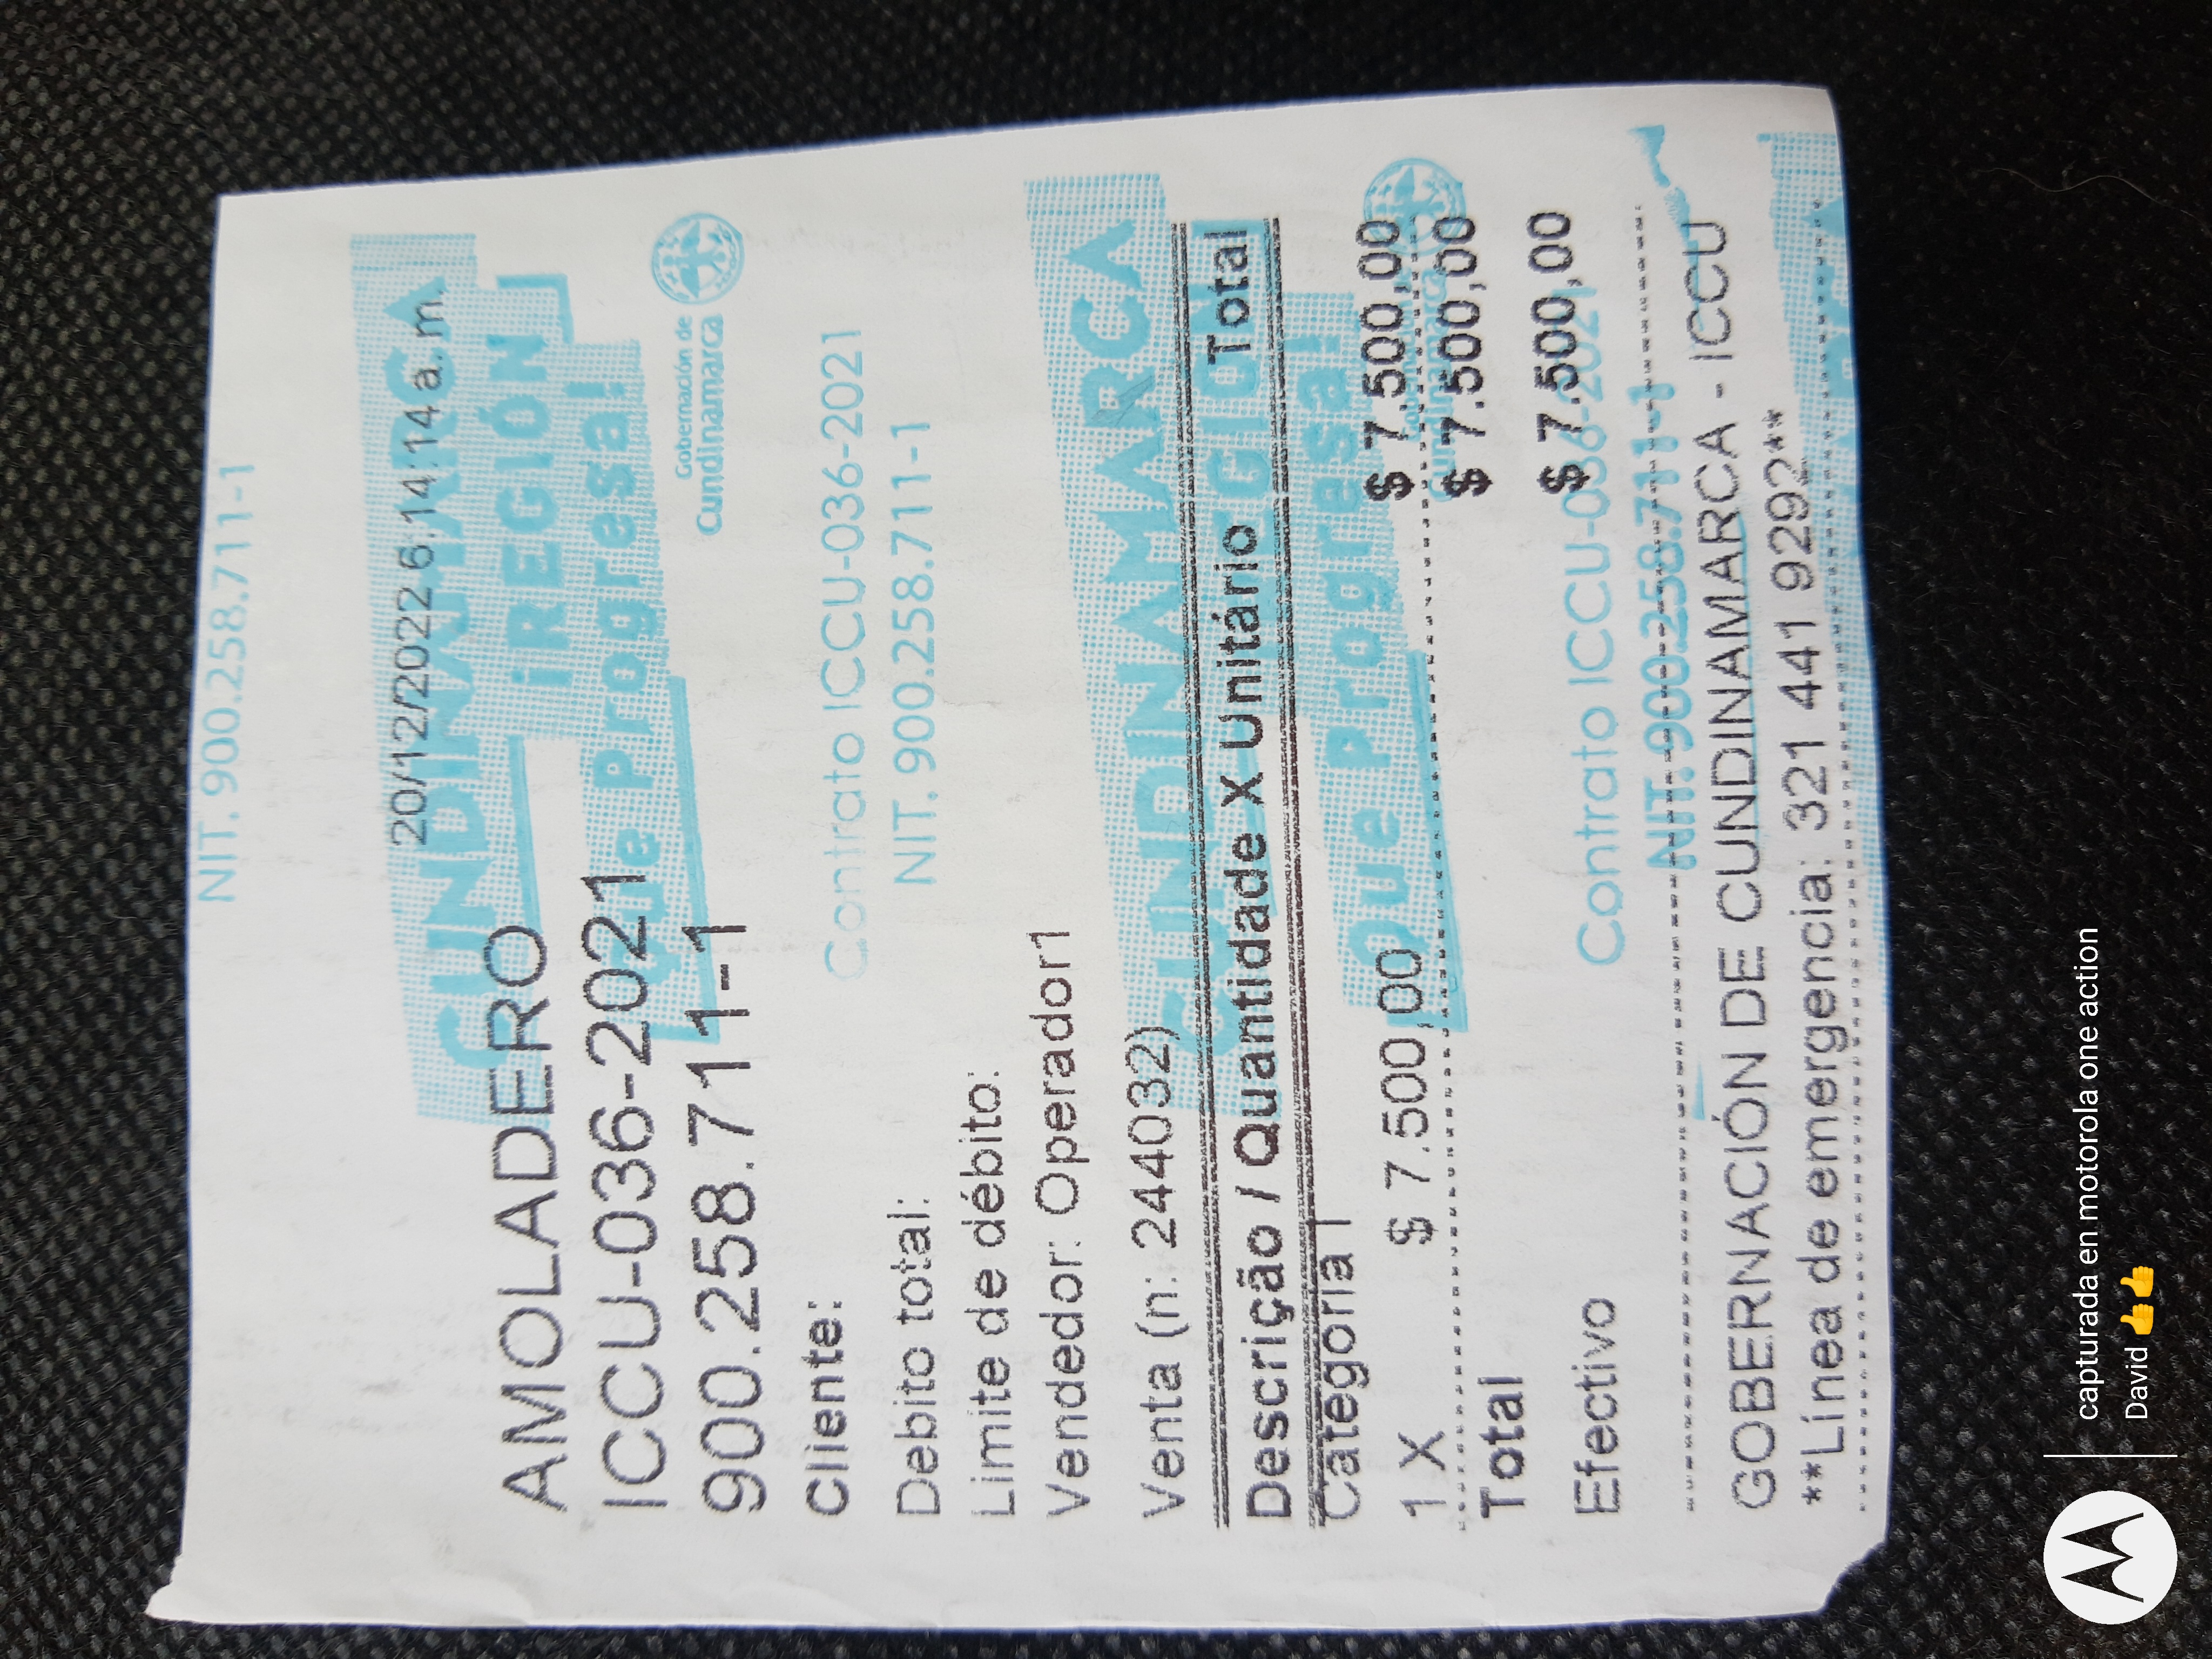 NIT. 900.258.711-1
20/12/2022 6:14:14 a.m.
CUNDINAMARCA
¡REGIÓN
Que Progresa!
Gobernación de
Cundinamarca
AMOLADERO
ICCU-036-2021
900.258.711-1
Contrato ICCU-036-2021
NIT. 900.258.711-1
Cliente:
Débito total:
Limite de débito:
Vendedor: Operador1
Venta (n: 244032)
CUNDINAMARCA
¡REGIÓN
Que Progresa!
Descrição / Quantidade X Unitário Total
Categoria I
1 X $ 7.500,00 $ 7.500,00
Total $ 7.500,00
Efectivo $ 7.500,00
Contrato ICCU-036-2021
NIT. 900.258.711-1
GOBERNACIÓN DE CUNDINAMARCA - ICCU
**Línea de emergencia: 321 441 9292**
capturada en motorola one action
David 👍👍